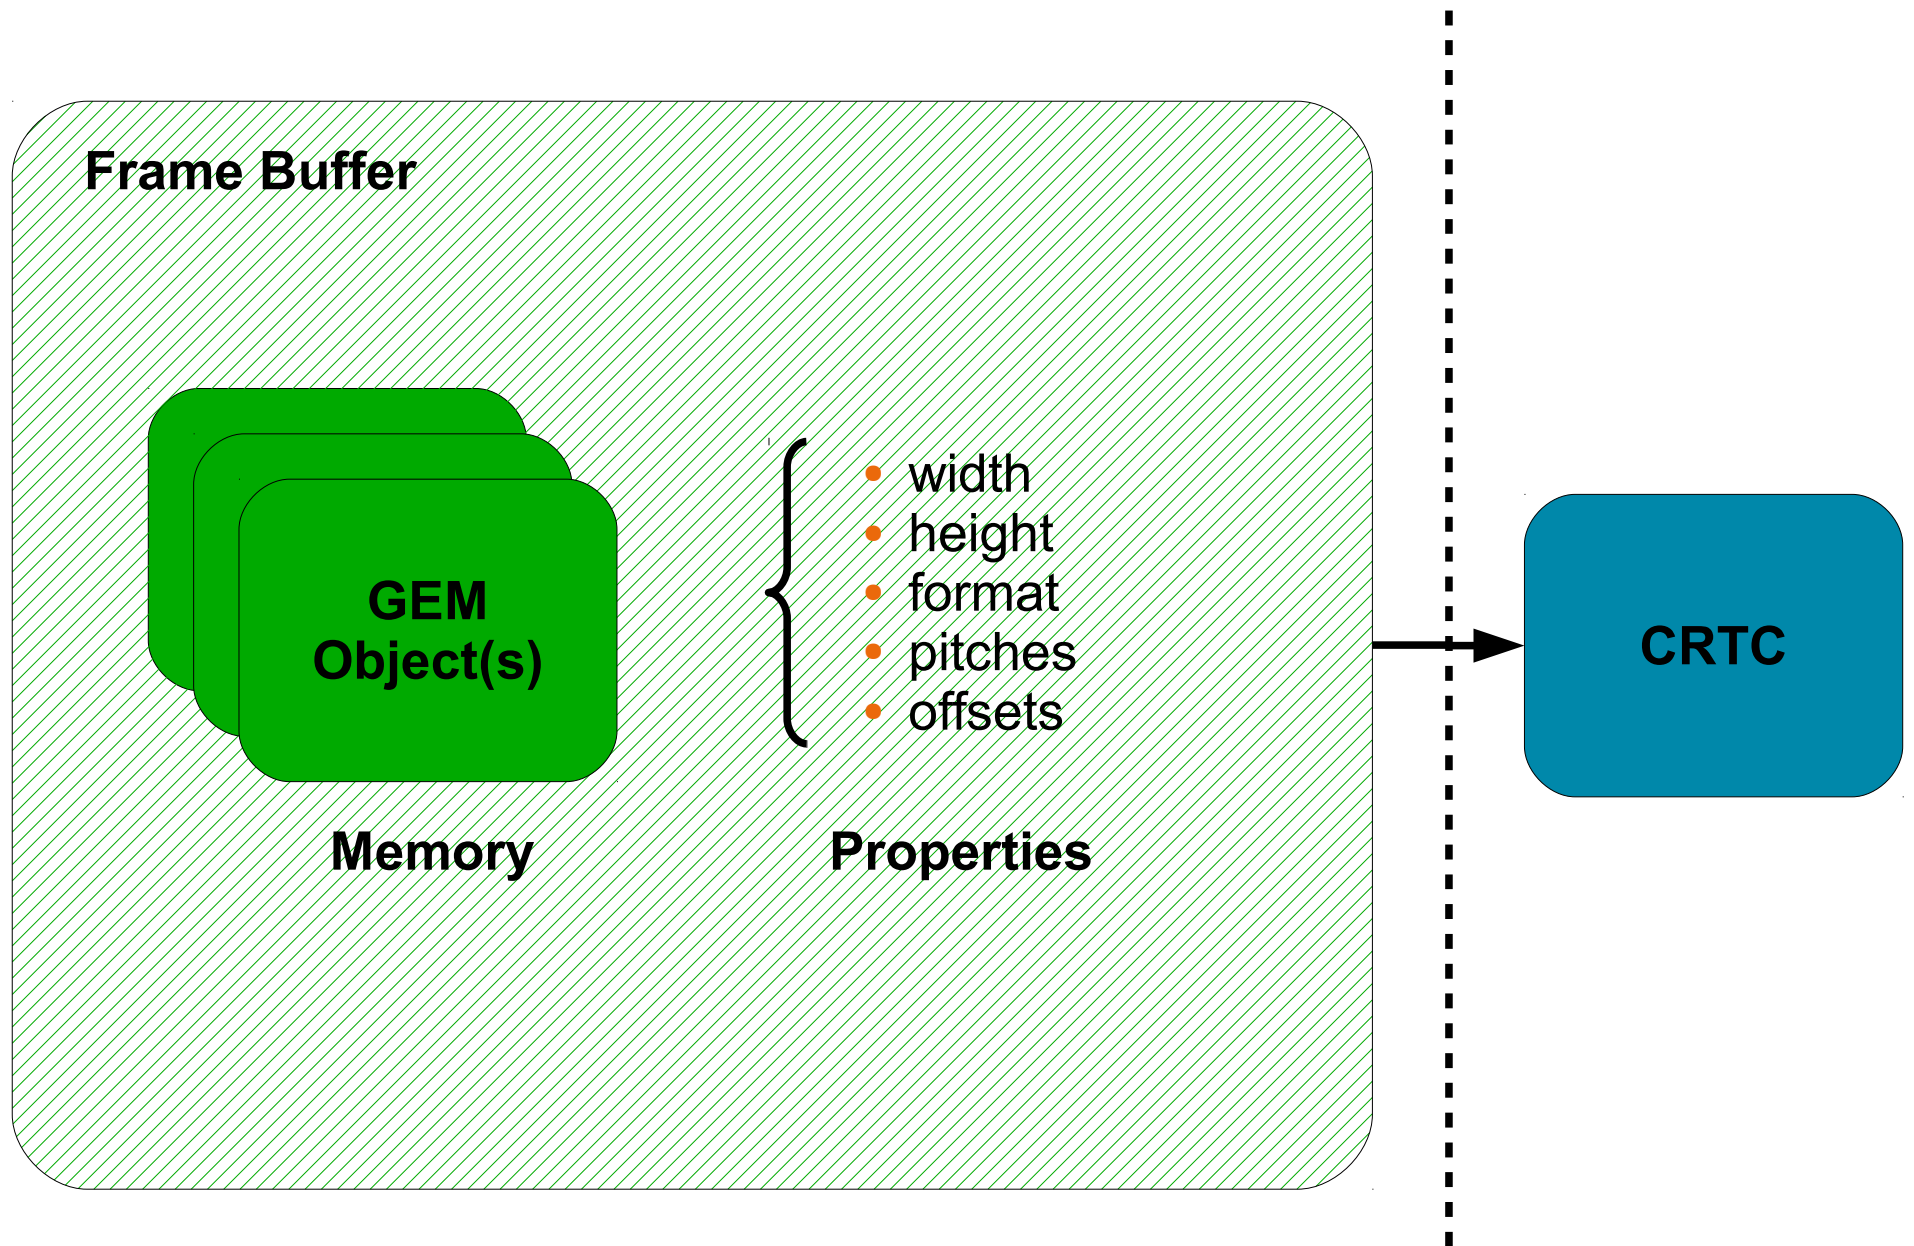 Frame Buffer
GEM
Object(s)
Memory
width
height
format
pitches
offsets
Properties
CRTC